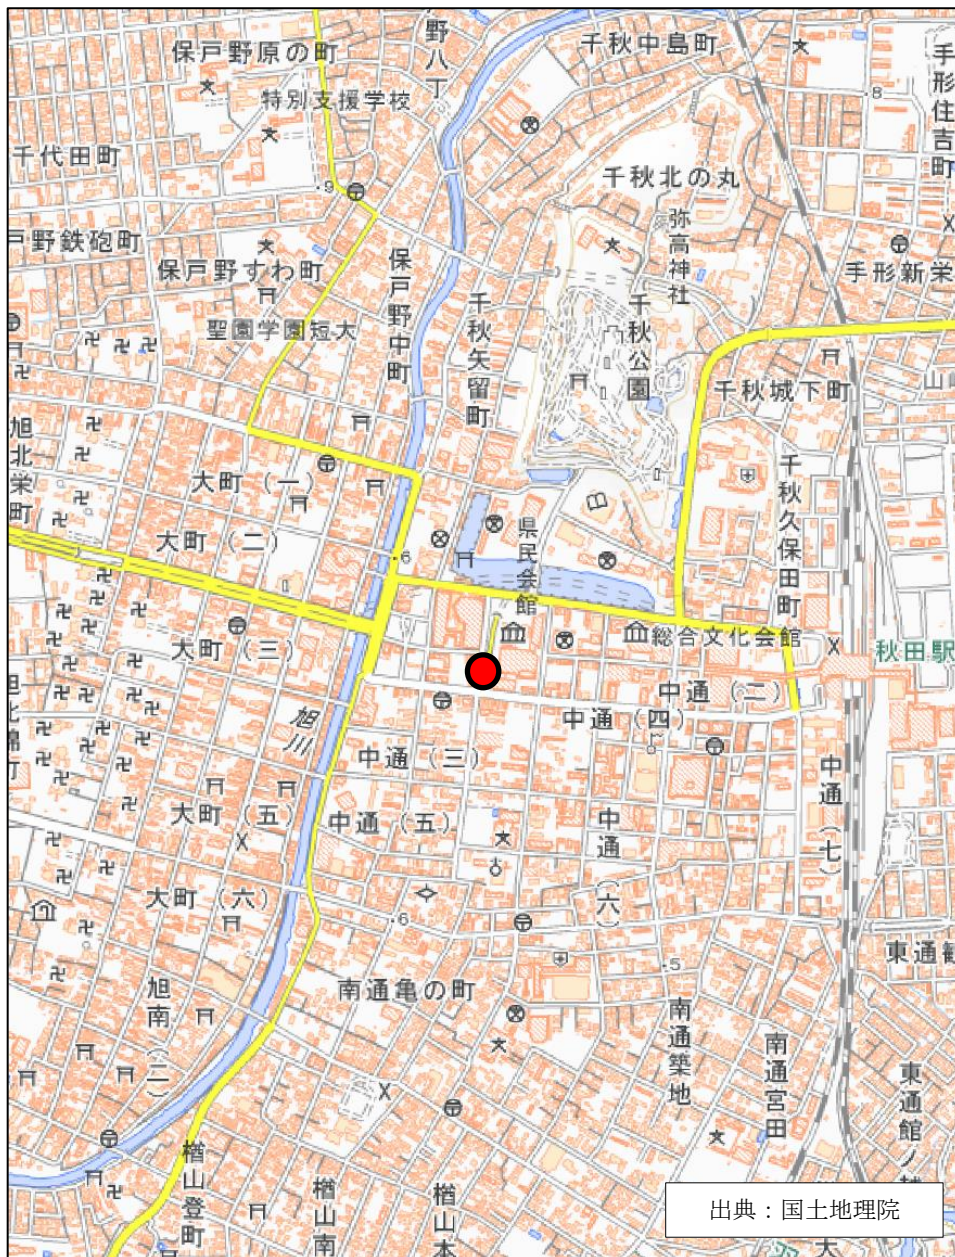 保戸野原の町
野八丁
千秋中島町
手形住吉町
特別支援学校
・8
千代田町
・9
千秋北の丸
弥高神社
戸野鉄砲町
保戸野すわ町
保戸野中町
手形新栄
聖園学園短大
千秋矢留町
千秋公園
千秋城下町
山
旭北栄町
大町(一)
千秋久保田町
大町(二)
・6
県民会館
大町(三)
総合文化会館
秋田駅
中通(二)
旭川
中通(四)
中通(三)
中通(七)
大町(五)
中通(五)
中通(六)
大町(六)
・6
東通観
・5
旭南(二)
南通亀の町
南通築地
南通宮田
東通館ノ越
楢山登町
楢山南
楢山本
大
出典：国土地理院